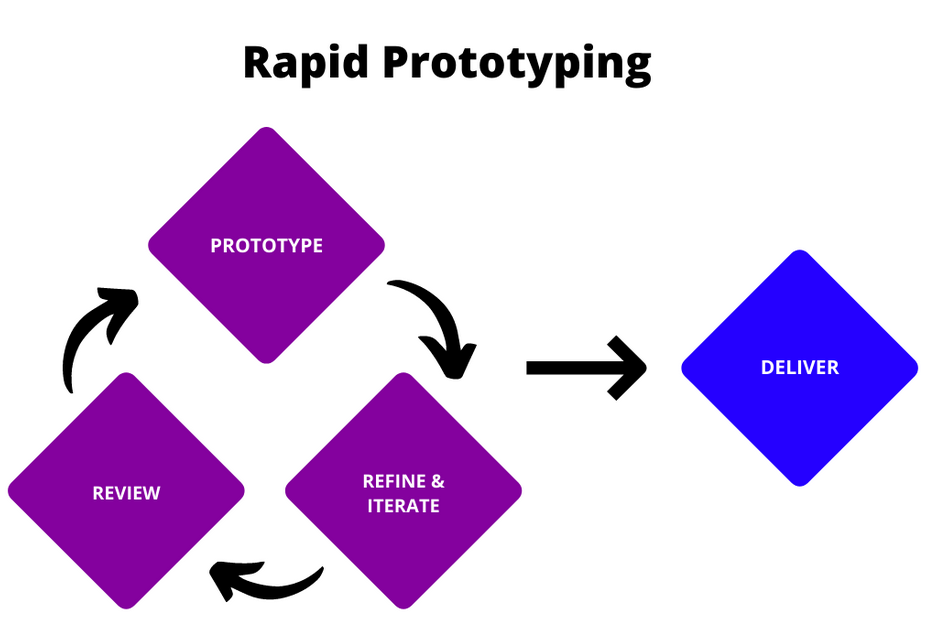 Rapid Prototyping
PROTOTYPE
DELIVER
REFINE &
ITERATE
REVIEW